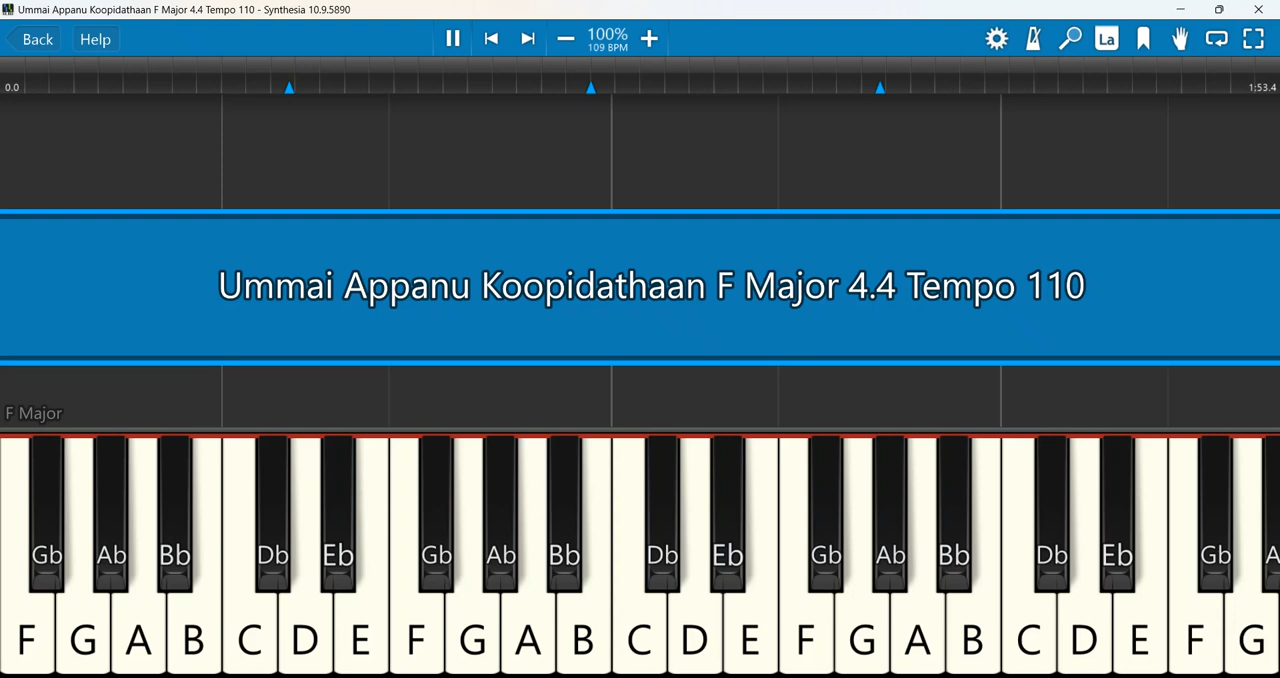 Ummai Appanu Koopidathaan F Major 4.4 Tempo 110 - Synthesia 10.9.5890
Back Help 100% La
109 BPM
0.0 1:53.4
Ummai Appanu Koopidathaan F Major 4.4 Tempo 110
F Major
Gb Ab Bb Db Eb Gb Ab Bb Db Eb Gb Ab Bb Db Eb Gb A
F G A B C D E F G A B C D E F G A B C D E F G